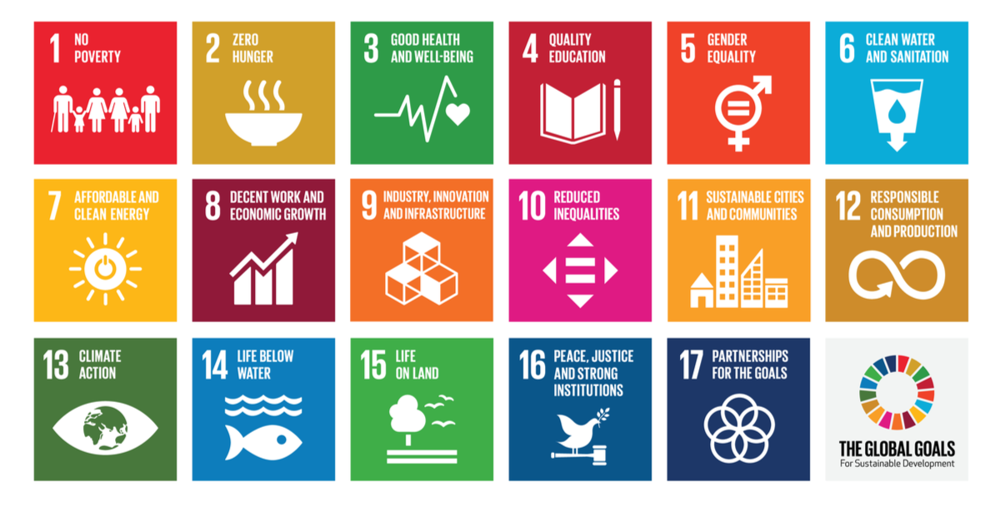 1 NO
POVERTY
2 ZERO
HUNGER
3 GOOD HEALTH
AND WELL-BEING
4 QUALITY
EDUCATION
5 GENDER
EQUALITY
6 CLEAN WATER
AND SANITATION
7 AFFORDABLE AND
CLEAN ENERGY
8 DECENT WORK AND
ECONOMIC GROWTH
9 INDUSTRY, INNOVATION
AND INFRASTRUCTURE
10 REDUCED
INEQUALITIES
11 SUSTAINABLE CITIES
AND COMMUNITIES
12 RESPONSIBLE
CONSUMPTION
AND PRODUCTION
13 CLIMATE
ACTION
14 LIFE BELOW
WATER
15 LIFE
ON LAND
16 PEACE, JUSTICE
AND STRONG
INSTITUTIONS
17 PARTNERSHIPS
FOR THE GOALS
THE GLOBAL GOALS
For Sustainable Development